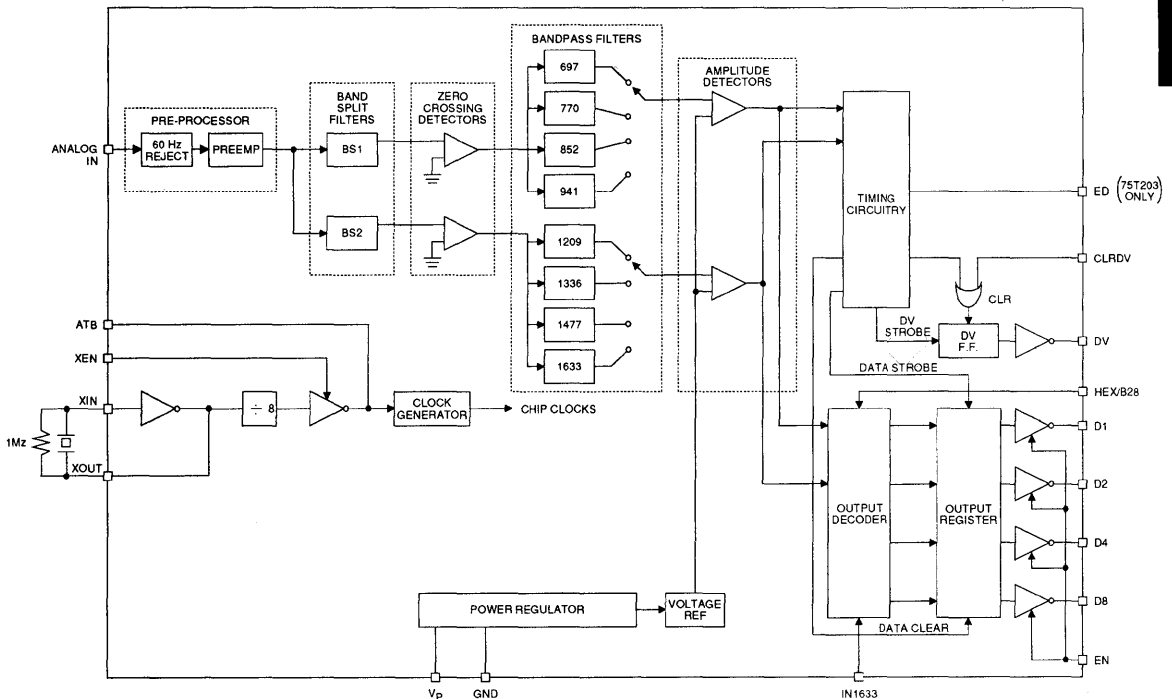 BANDPASS FILTERS
697
770
852
941
1209
1336
1477
1633
AMPLITUDE
DETECTORS
BAND
SPLIT
FILTERS
BS1
BS2
ZERO
CROSSING
DETECTORS
PRE-PROCESSOR
60 Hz
REJECT
PREEMP
ANALOG
IN
TIMING
CIRCUITRY
ED (75T203
ONLY)
CLRDV
CLR
DV
STROBE
DV
F.F.
DV
DATA STROBE
HEX/B28
ATB
XEN
XIN
÷ 8
CLOCK
GENERATOR
CHIP CLOCKS
1Mz
XOUT
OUTPUT
DECODER
OUTPUT
REGISTER
D1
D2
D4
D8
EN
POWER REGULATOR
VOLTAGE
REF
DATA CLEAR
VP
GND
IN1633